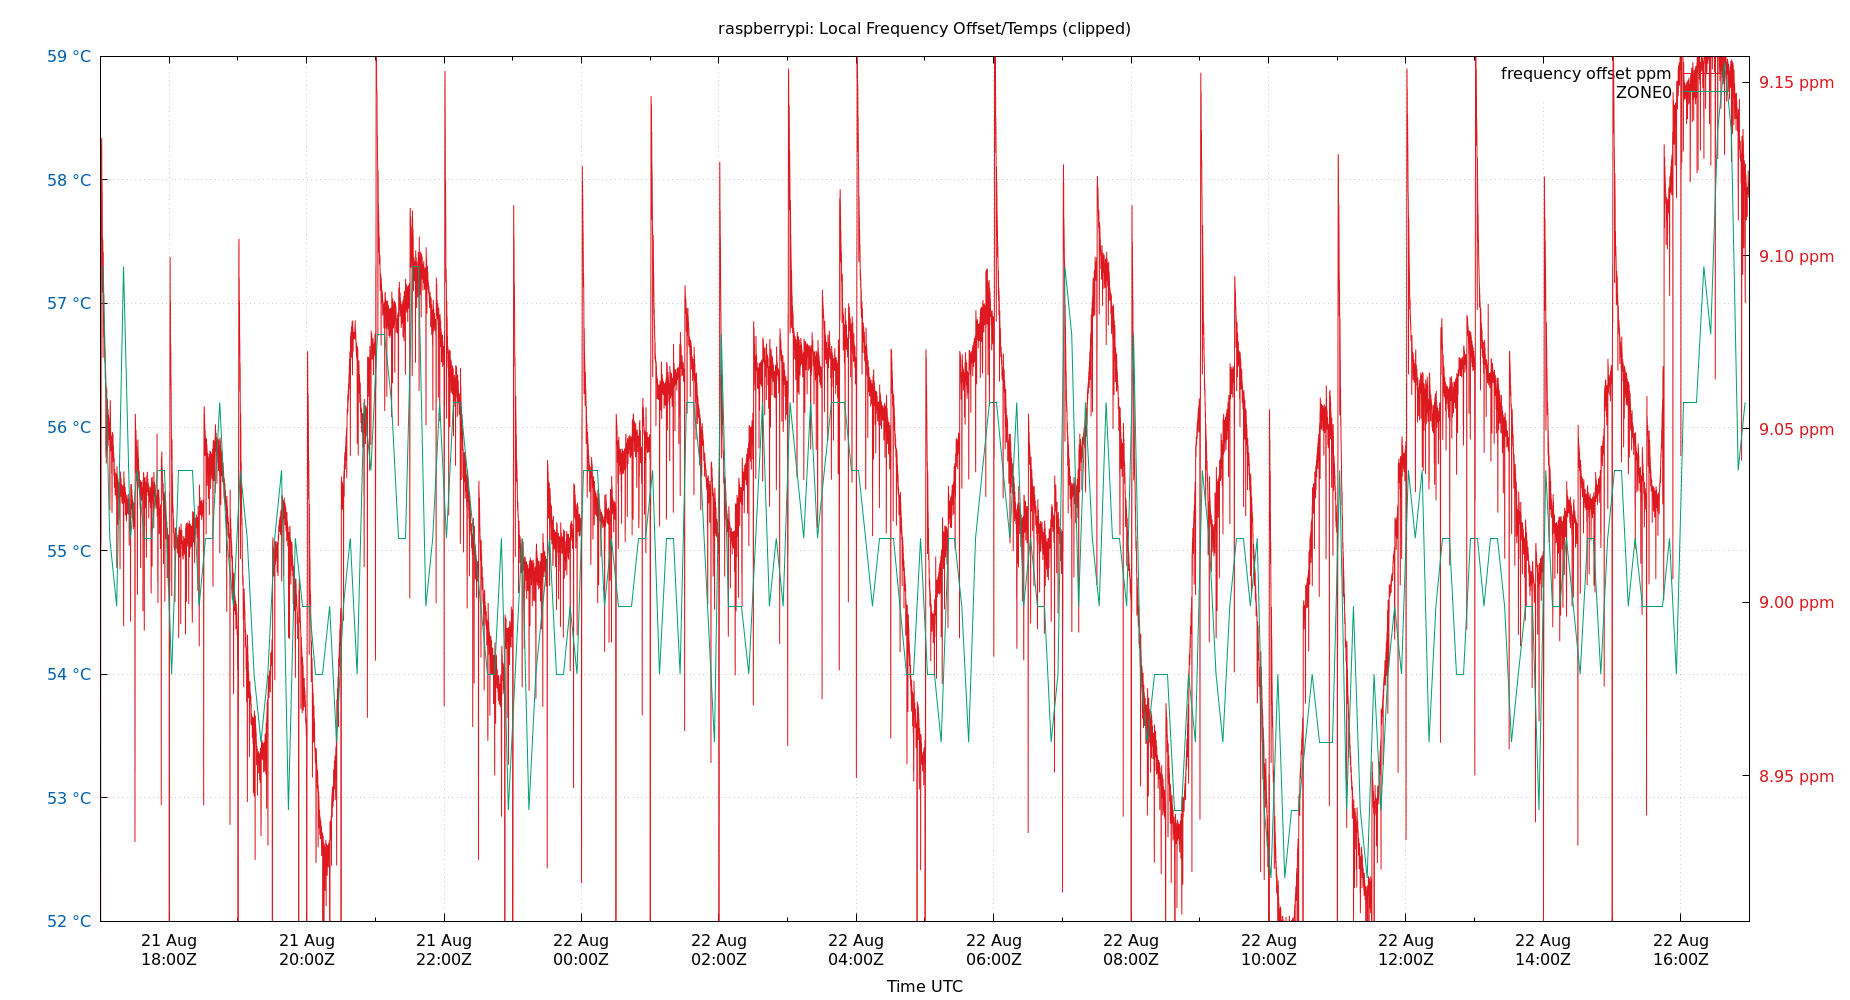 raspberrypi: Local Frequency Offset/Temps (clipped)
59 °C
58 °C
57 °C
56 °C
55 °C
54 °C
53 °C
52 °C
frequency offset ppm
ZONE0
9.15 ppm
9.10 ppm
9.05 ppm
9.00 ppm
8.95 ppm
21 Aug 21 Aug 21 Aug 22 Aug 22 Aug 22 Aug 22 Aug 22 Aug 22 Aug 22 Aug 22 Aug 22 Aug
18:00Z 20:00Z 22:00Z 00:00Z 02:00Z 04:00Z 06:00Z 08:00Z 10:00Z 12:00Z 14:00Z 16:00Z
Time UTC